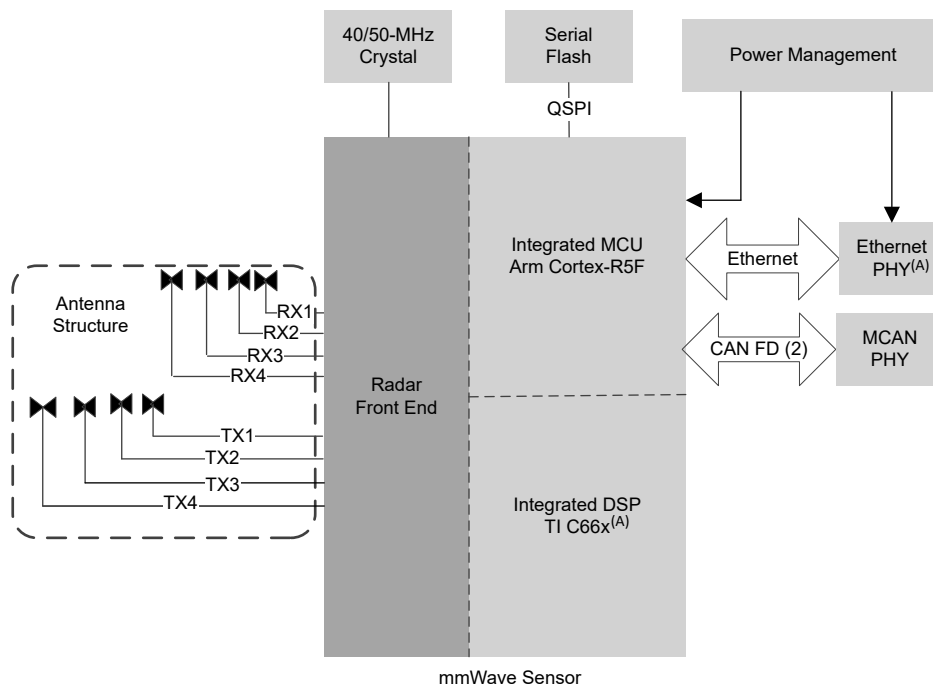 40/50-MHz
Crystal
Serial
Flash
Power Management
QSPI
Integrated MCU
Arm Cortex-R5F
Ethernet
Ethernet
PHY(A)
CAN FD (2)
MCAN
PHY
Antenna
Structure
RX1
RX2
RX3
RX4
Radar
Front End
TX1
TX2
TX3
TX4
Integrated DSP
TI C66x(A)
mmWave Sensor